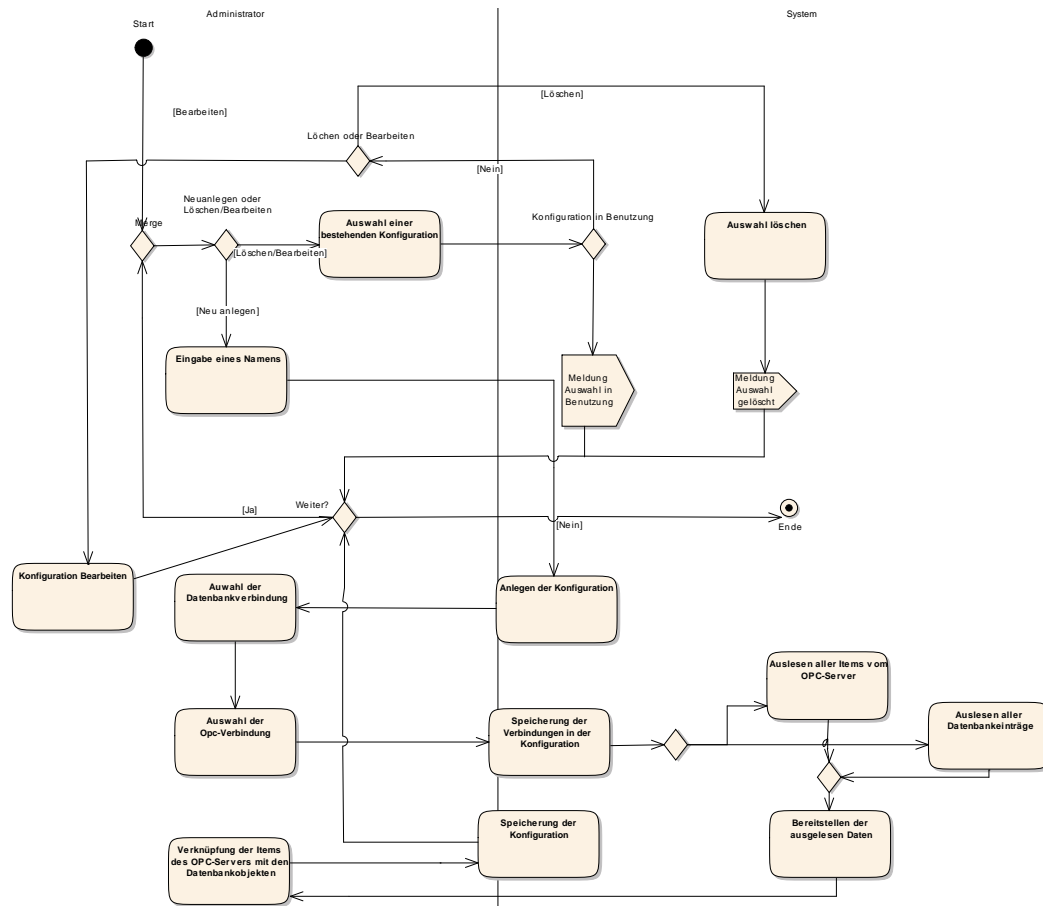 Administrator
System
Start
[Löschen]
[Bearbeiten]
Löchen oder Bearbeiten
[Nein]
Neuanlegen oder
Löschen/Bearbeiten
Merge
Auswahl einer
bestehenden Konfiguration
Konfiguration in Benutzung
Auswahl löschen
[Löschen/Bearbeiten]
[Neu anlegen]
Eingabe eines Namens
Meldung
Auswahl in
Benutzung
Meldung
Auswahl
gelöscht
Weiter?
[Ja]
[Nein]
Ende
Konfiguration Bearbeiten
Auwahl der
Datenbankverbindung
Anlegen der Konfiguration
Auslesen aller Items vom
OPC-Server
Auswahl der
Opc-Verbindung
Speicherung der
Verbindungen in der
Konfiguration
Auslesen aller
Datenbankeinträge
Speicherung der
Konfiguration
Bereitstellen der
ausgelesen Daten
Verknüpfung der Items
des OPC-Servers mit den
Datenbankobjekten